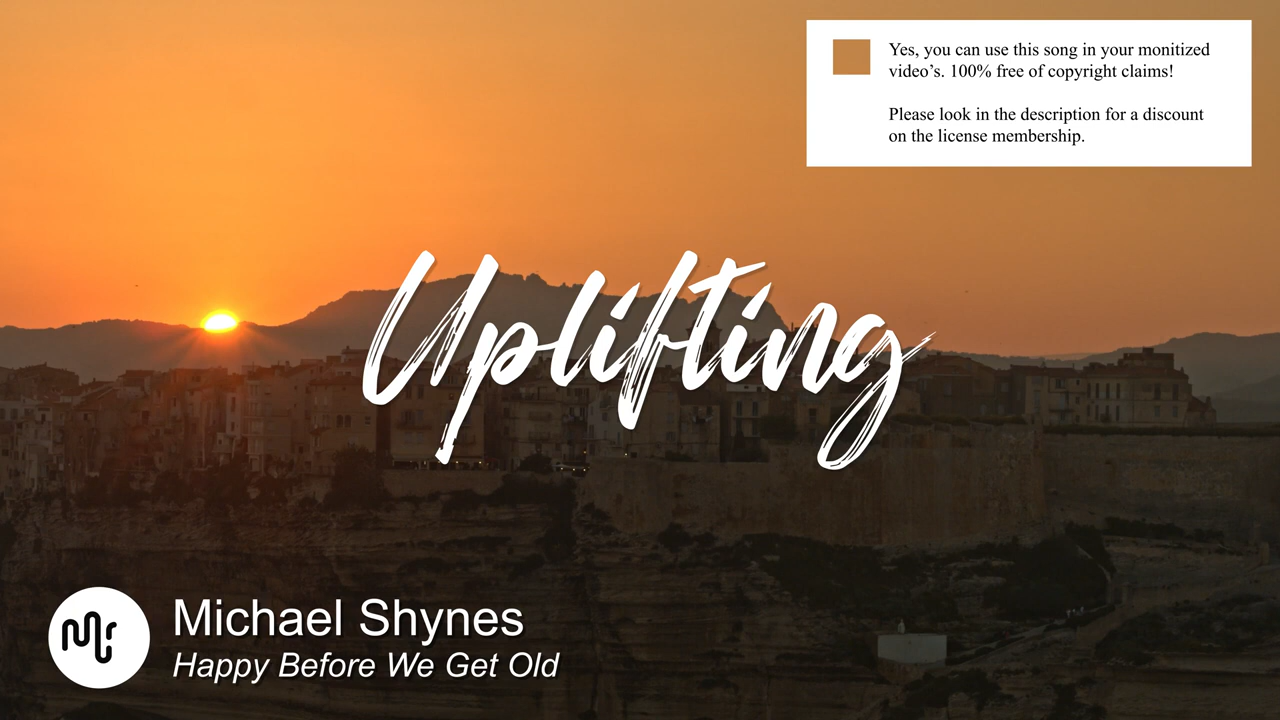 Yes, you can use this song in your monitized
video’s. 100% free of copyright claims!
Please look in the description for a discount
on the license membership.
Uplifting
Michael Shynes
Happy Before We Get Old